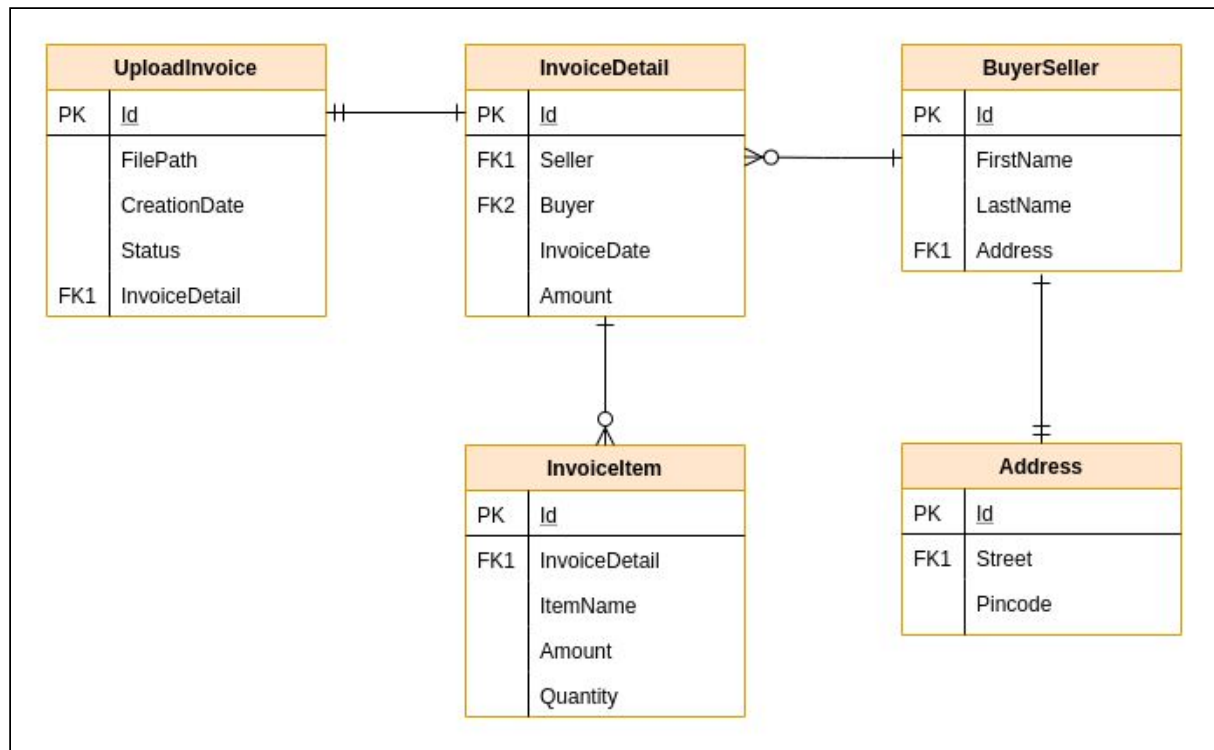 UploadInvoice
PK Id
FilePath
CreationDate
Status
FK1 InvoiceDetail
InvoiceDetail
PK Id
FK1 Seller
FK2 Buyer
InvoiceDate
Amount
BuyerSeller
PK Id
FirstName
LastName
FK1 Address
InvoiceItem
PK Id
FK1 InvoiceDetail
ItemName
Amount
Quantity
Address
PK Id
FK1 Street
Pincode